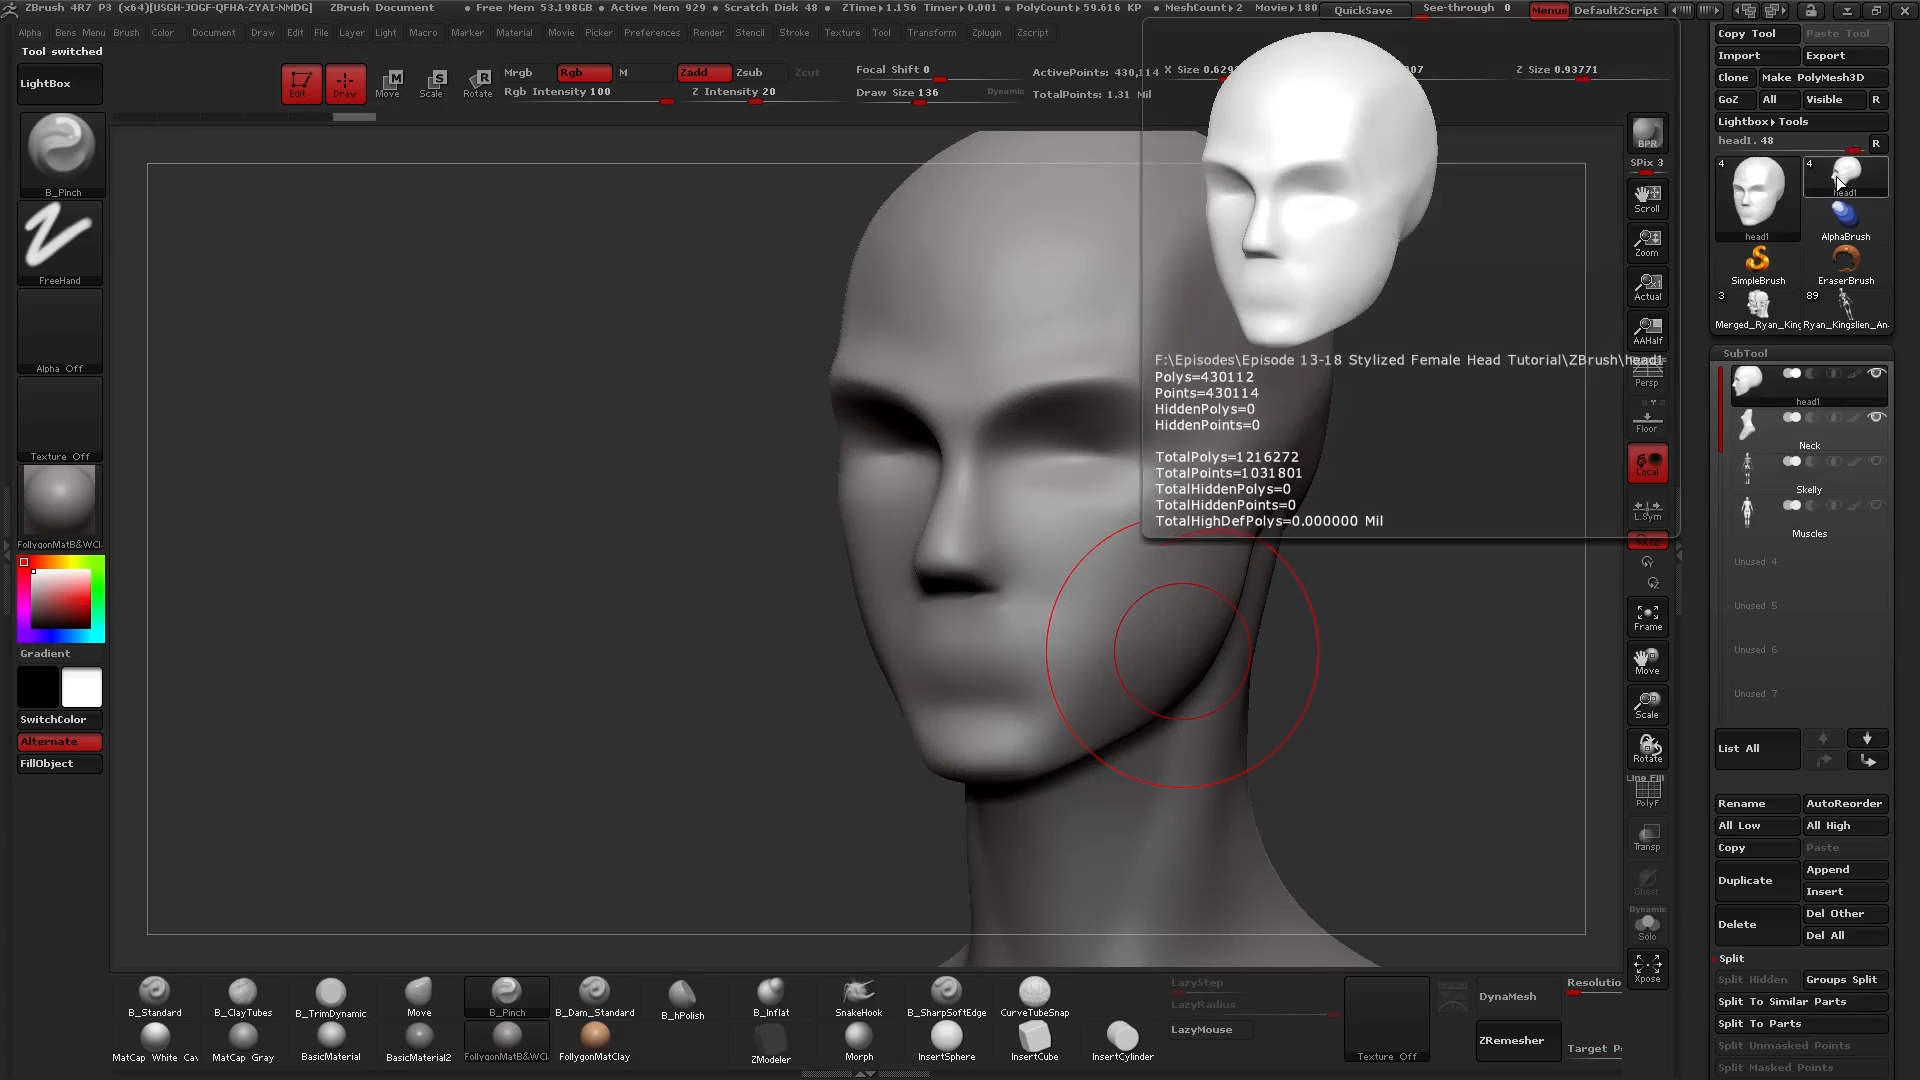 ZBrush 4R7 P3 (x64)[USGH-JOGF-QFHA-ZYAI-NMDG] ZBrush Document • Free Mem 53.198GB • Active Mem 929 • Scratch Disk 48 • ZTime▸1.156 Timer▸0.001 • PolyCount▸59.616 KP • MeshCount▸2 Movie▸180 QuickSave See-through 0 Menus DefaultZScript
Alpha Bens Menu Brush Color Document Draw Edit File Layer Light Macro Marker Material Movie Picker Preferences Render Stencil Stroke Texture Tool Transform Zplugin Zscript
Tool switched
LightBox
Edit Draw Move Scale Rotate
Mrgb Rgb M Zadd Zsub Zcut
Rgb Intensity 100 Z Intensity 20
Focal Shift 0
Draw Size 136 Dynamic
ActivePoints: 430,114 X Size 0.629 Z Size 0.93771
TotalPoints: 1.31 Mil
B_Pinch
FreeHand
Alpha Off
Texture Off
FollygonMatB&WCl
Gradient
SwitchColor
Alternate
FillObject
F:\Episodes\Episode 13-18 Stylized Female Head Tutorial\ZBrush\head1
Polys=430112
Points=430114
HiddenPolys=0
HiddenPoints=0
TotalPolys=1216272
TotalPoints=1031801
TotalHiddenPolys=0
TotalHiddenPoints=0
TotalHighDefPolys=0.000000 Mil
BPR
SPix 3
Scroll
Zoom
Actual
AAHalf
Persp
Floor
Local
L.Sym
Frame
Move
Scale
Rotate
Line Fill
PolyF
Transp
Ghost
Dynamic
Solo
Xpose
Copy Tool Paste Tool
Import Export
Clone Make PolyMesh3D
GoZ All Visible R
Lightbox▸Tools
head1. 48 R
4 4
head1
head1 AlphaBrush
SimpleBrush EraserBrush
3 89
Merged_Ryan_King Ryan_Kingslien_An
SubTool
head1
Neck
Skelly
Muscles
Unused 4
Unused 5
Unused 6
Unused 7
List All
Rename AutoReorder
All Low All High
Copy Paste
Duplicate Append
Insert
Delete Del Other
Del All
Split
Split Hidden Groups Split
Split To Similar Parts
Split To Parts
Split Unmasked Points
Split Masked Points
B_Standard B_ClayTubes B_TrimDynamic Move B_Pinch B_Dam_Standard B_hPolish B_Inflat SnakeHook B_SharpSoftEdge CurveTubeSnap
MatCap White Cav MatCap Gray BasicMaterial BasicMaterial2 FollygonMatB&WCl FollygonMatClay ZModeler Morph InsertSphere InsertCube InsertCylinder
LazyStep
LazyRadius
LazyMouse
Texture Off
DynaMesh
ZRemesher
Resolutio
Target Po